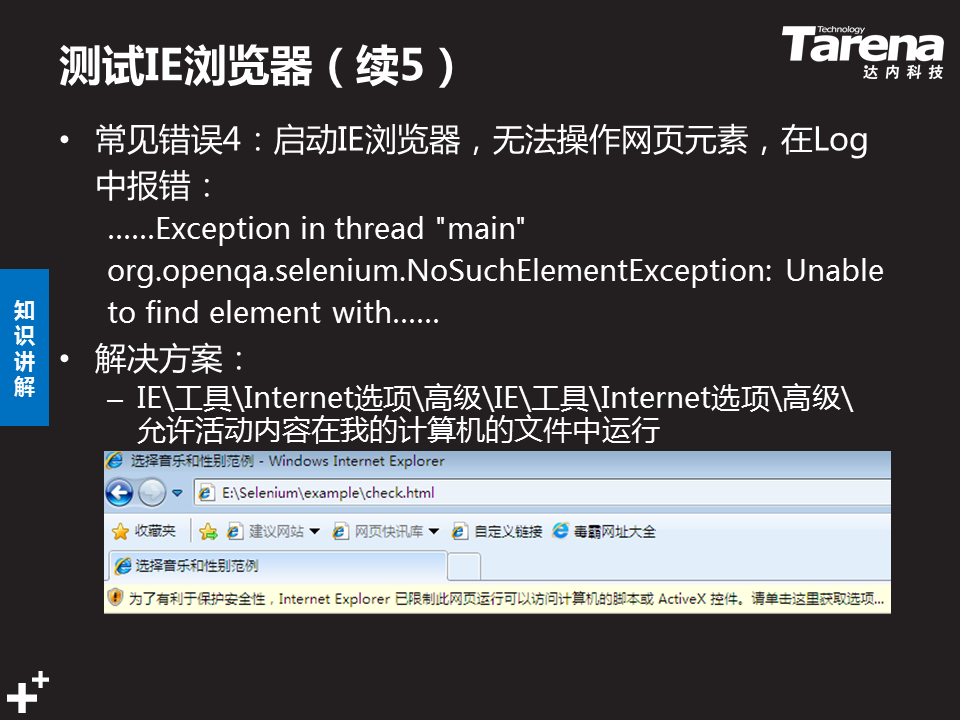 测试IE浏览器（续5）
Technology
Tarena
达内科技
• 常见错误4：启动IE浏览器，无法操作网页元素，在Log
中报错：
……Exception in thread "main"
org.openqa.selenium.NoSuchElementException: Unable
to find element with……
知识讲解
• 解决方案：
– IE\工具\Internet选项\高级\IE\工具\Internet选项\高级\
允许活动内容在我的计算机的文件中运行
选择音乐和性别范例 - Windows Internet Explorer
E:\Selenium\example\check.html
收藏夹 建议网站 网页快讯库 自定义链接 毒霸网址大全
选择音乐和性别范例
为了有利于保护安全性，Internet Explorer 已限制此网页运行可以访问计算机的脚本或 ActiveX 控件。请单击这里获取选项...